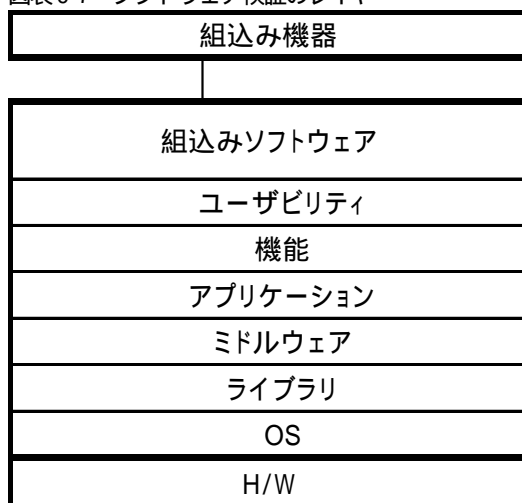 組込み機器
組込みソフトウェア
ユーザビリティ
機能
アプリケーション
ミドルウェア
ライブラリ
OS
H/W